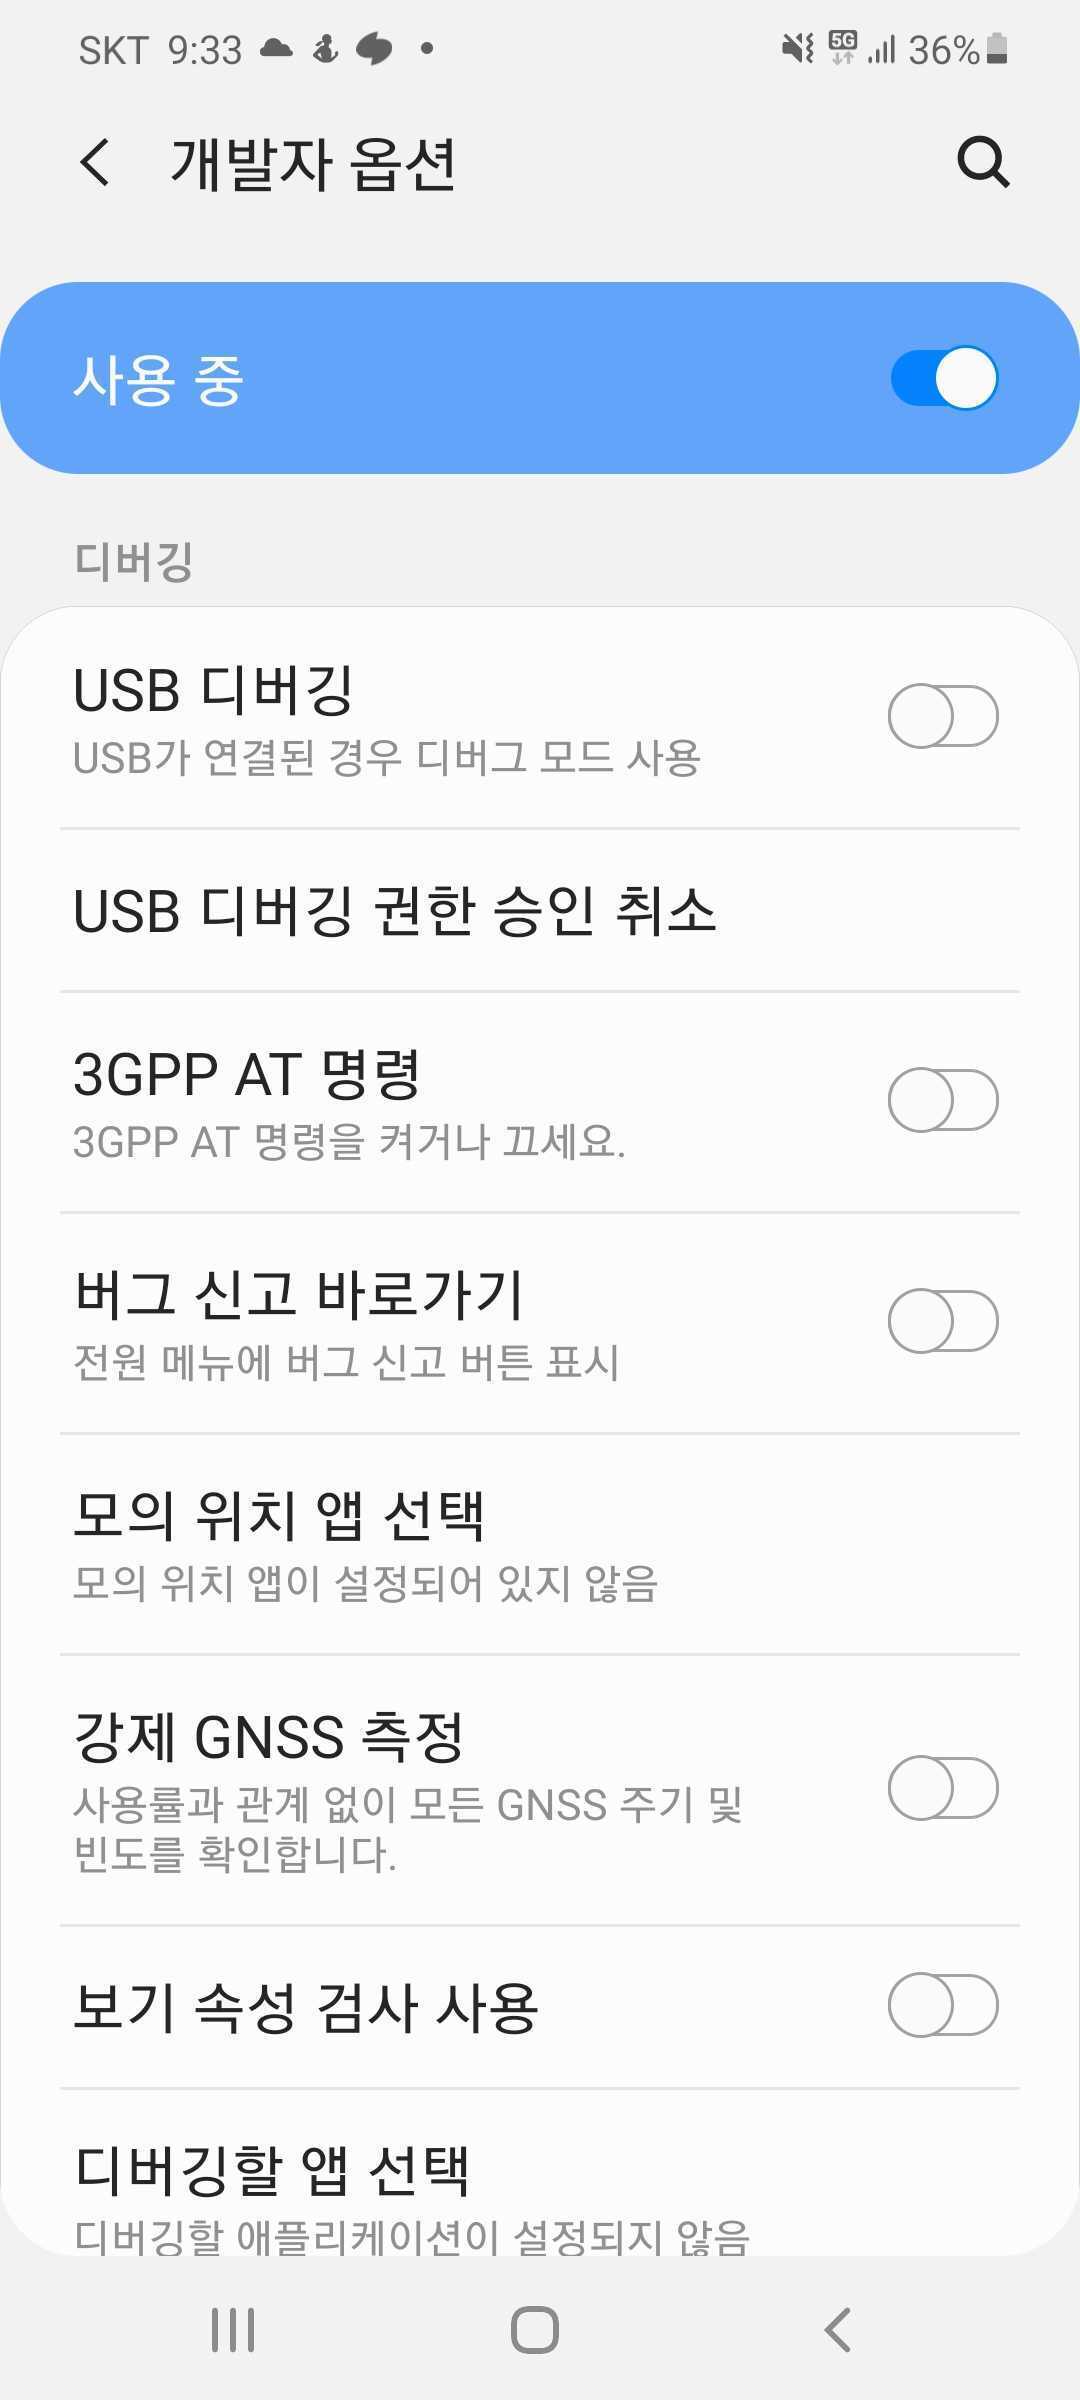 SKT 9:33
5G 36%
개발자 옵션
사용 중
디버깅
USB 디버깅
USB가 연결된 경우 디버그 모드 사용
USB 디버깅 권한 승인 취소
3GPP AT 명령
3GPP AT 명령을 켜거나 끄세요.
버그 신고 바로가기
전원 메뉴에 버그 신고 버튼 표시
모의 위치 앱 선택
모의 위치 앱이 설정되어 있지 않음
강제 GNSS 측정
사용률과 관계 없이 모든 GNSS 주기 및
빈도를 확인합니다.
보기 속성 검사 사용
디버깅할 앱 선택
디버깅할 애플리케이션이 설정되지 않음